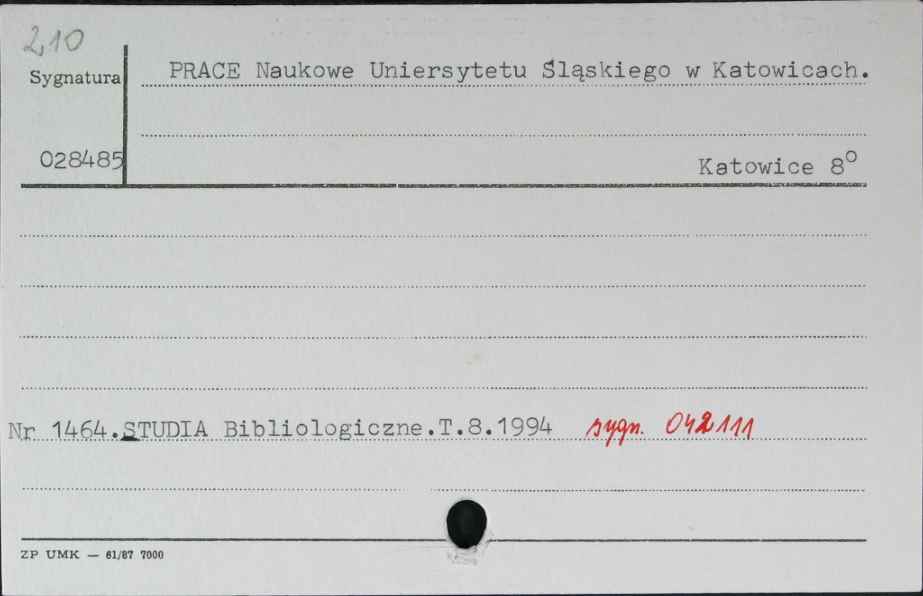 2,10
Sygnatura
PRACE Naukowe Uniersytetu Śląskiego w Katowicach.
028485
Katowice 8°
Nr 1464.STUDIA Bibliologiczne.T.8.1994 sygn. 042111
ZP UMK — 61/87 7000